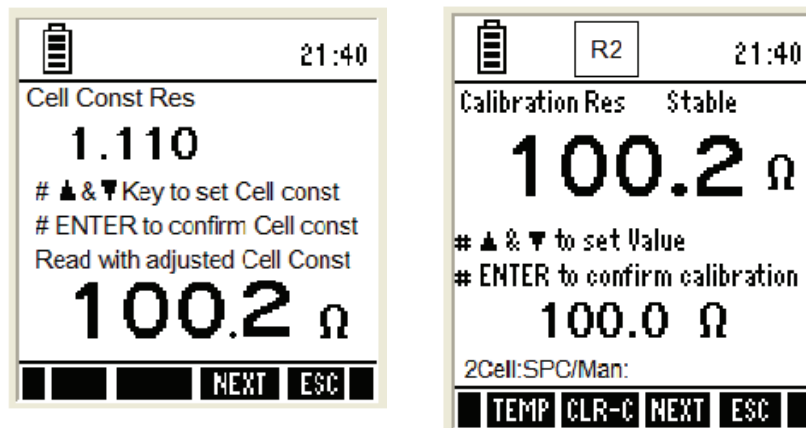 21:40
Cell Const Res
1.110
# ▲ & ▼ Key to set Cell const
# ENTER to confirm Cell const
Read with adjusted Cell Const
100.2 Ω
NEXT ESC
R2 21:40
Calibration Res Stable
100.2 Ω
# ▲ & ▼ to set Value
# ENTER to confirm calibration
100.0 Ω
2Cell:SPC/Man:
TEMP CLR-C NEXT ESC